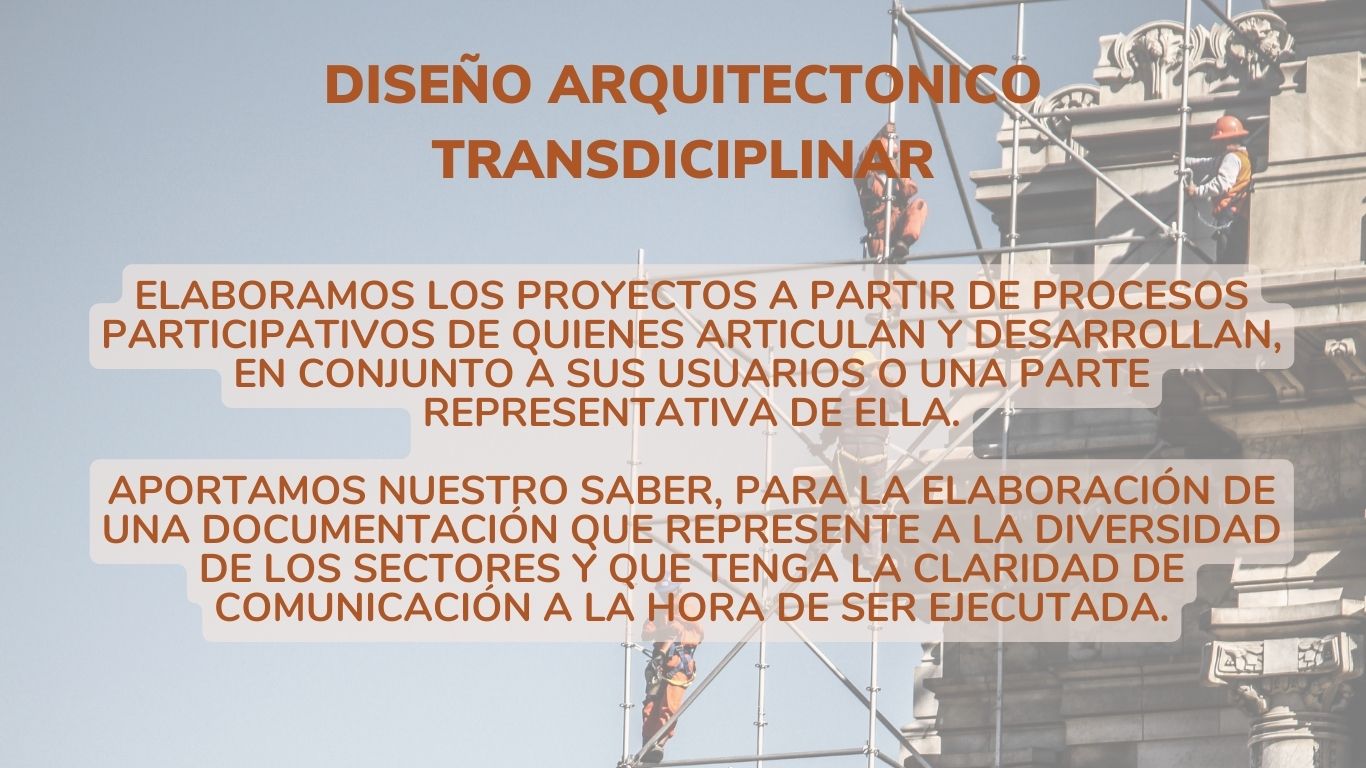 DISEÑO ARQUITECTONICO
TRANSDICIPLINAR
ELABORAMOS LOS PROYECTOS A PARTIR DE PROCESOS
PARTICIPATIVOS DE QUIENES ARTICULAN Y DESARROLLAN,
EN CONJUNTO A SUS USUARIOS O UNA PARTE
REPRESENTATIVA DE ELLA.
APORTAMOS NUESTRO SABER, PARA LA ELABORACIÓN DE
UNA DOCUMENTACIÓN QUE REPRESENTE A LA DIVERSIDAD
DE LOS SECTORES Y QUE TENGA LA CLARIDAD DE
COMUNICACIÓN A LA HORA DE SER EJECUTADA.